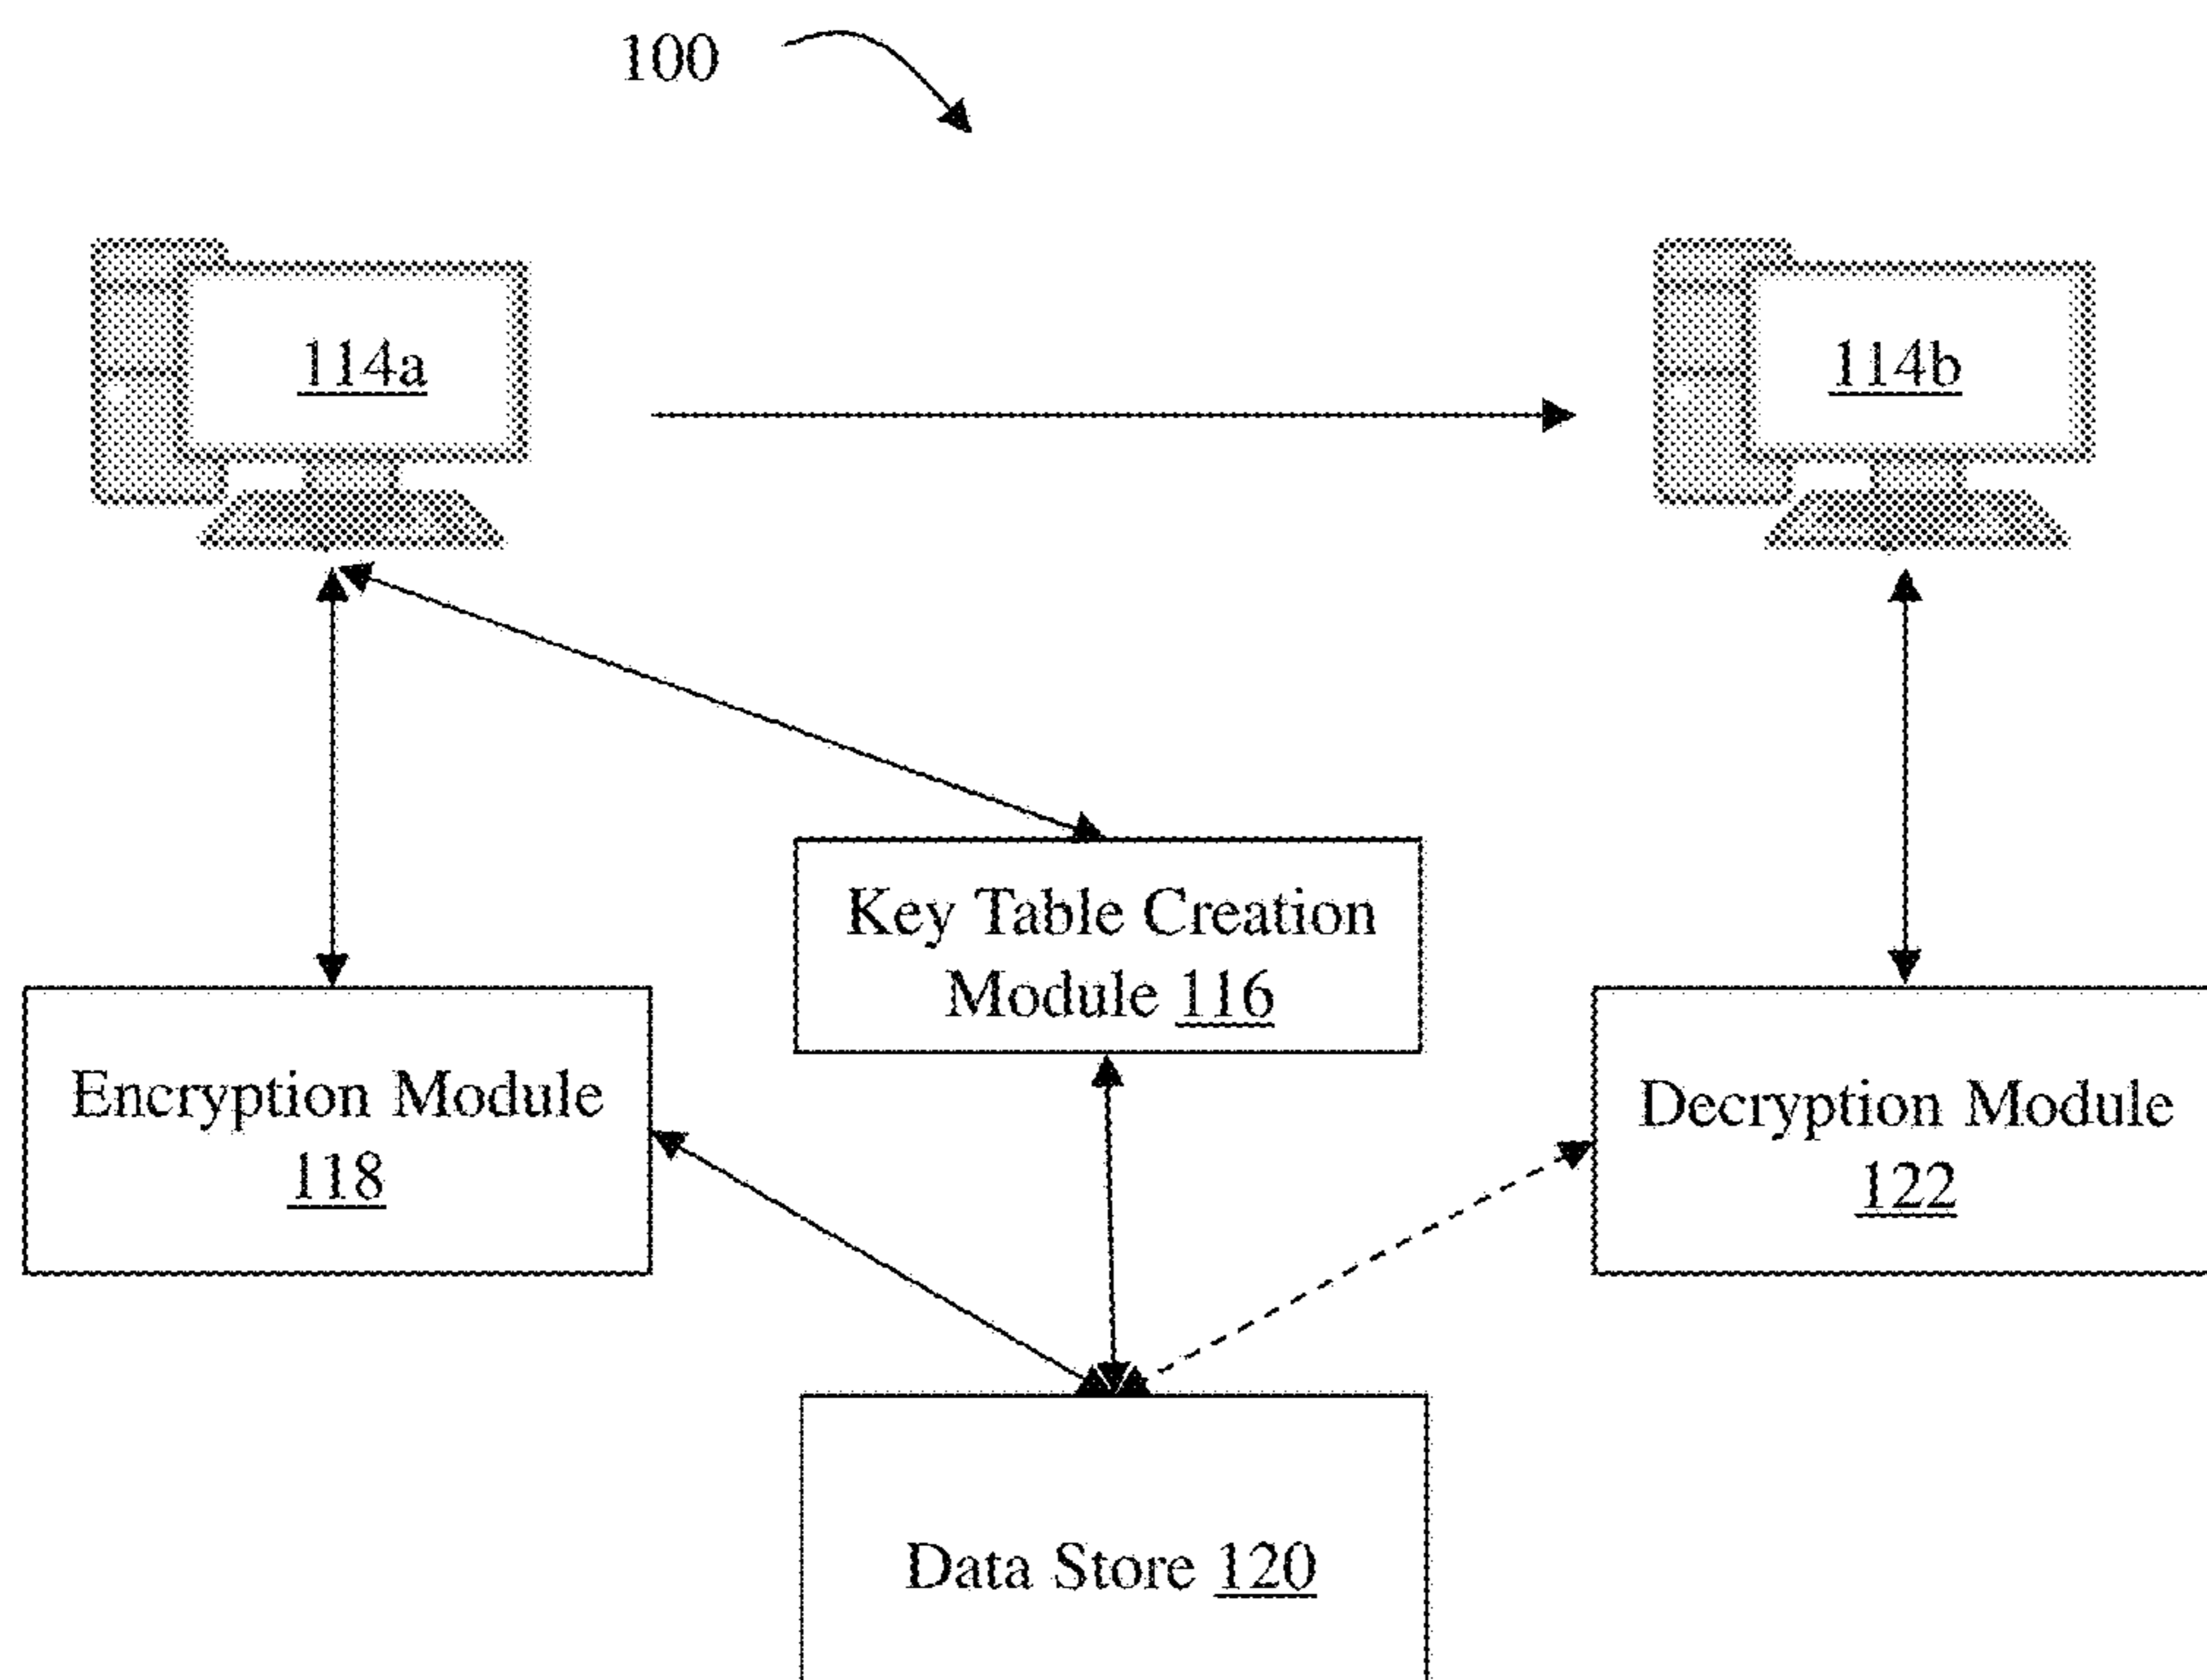 100
114a
114b
Key Table Creation
Module 116
Encryption Module
118
Decryption Module
122
Data Store 120